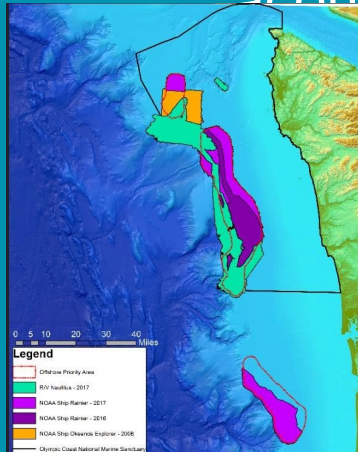 0 5 10 20 30 40
Miles
Legend
Offshore Priority Area
R/V Nautilus - 2017
NOAA Ship Rainier - 2017
NOAA Ship Rainier - 2016
NOAA Ship Okeanos Explorer - 2008
Olympic Coast National Marine Sanctuary